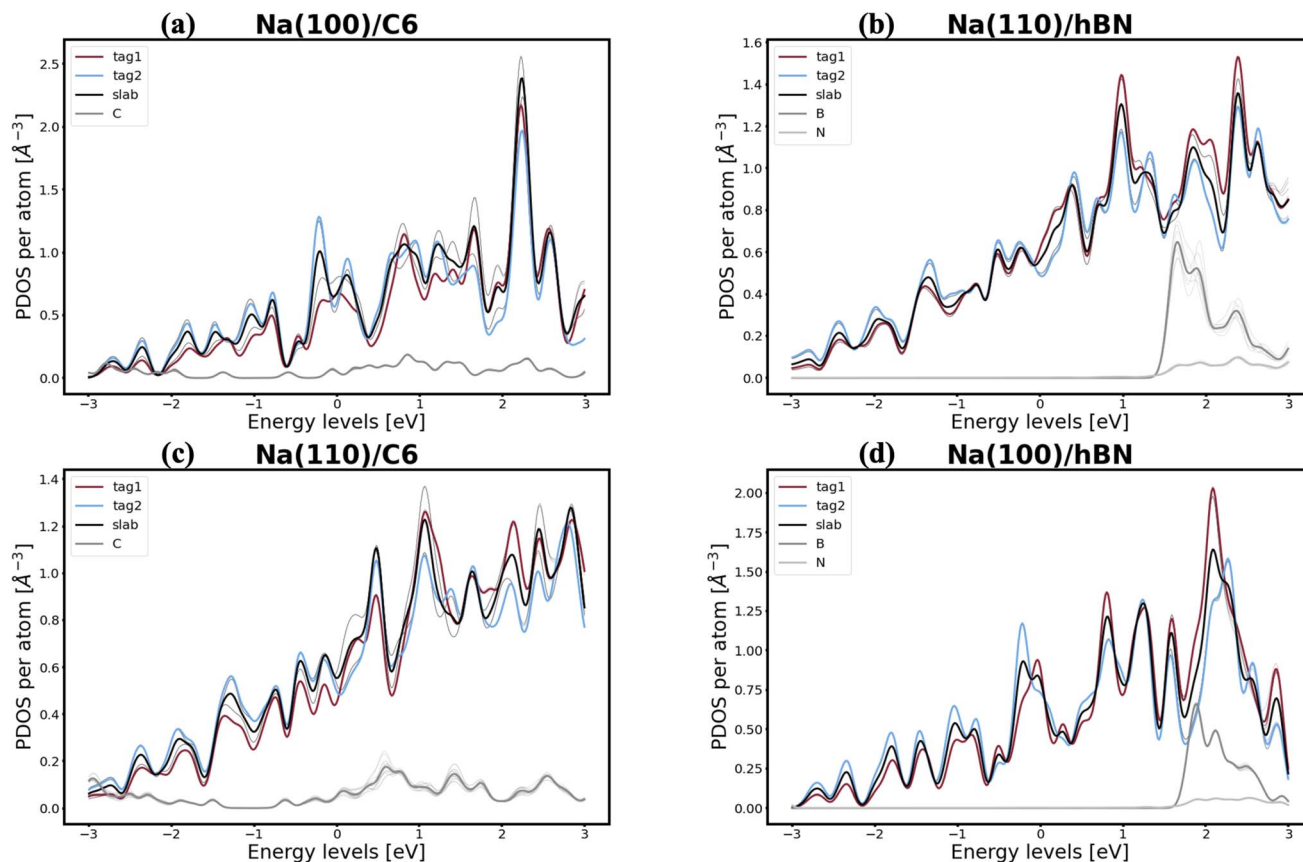 (a) Na(100)/C6
tag1
tag2
slab
C
PDOS per atom [Å⁻³]
2.5
2.0
1.5
1.0
0.5
0.0
−3 −2 −1 0 1 2 3
Energy levels [eV]
(b) Na(110)/hBN
tag1
tag2
slab
B
N
PDOS per atom [Å⁻³]
1.6
1.4
1.2
1.0
0.8
0.6
0.4
0.2
0.0
−3 −2 −1 0 1 2 3
Energy levels [eV]
(c) Na(110)/C6
tag1
tag2
slab
C
PDOS per atom [Å⁻³]
1.4
1.2
1.0
0.8
0.6
0.4
0.2
0.0
−3 −2 −1 0 1 2 3
Energy levels [eV]
(d) Na(100)/hBN
tag1
tag2
slab
B
N
PDOS per atom [Å⁻³]
2.00
1.75
1.50
1.25
1.00
0.75
0.50
0.25
0.00
−3 −2 −1 0 1 2 3
Energy levels [eV]